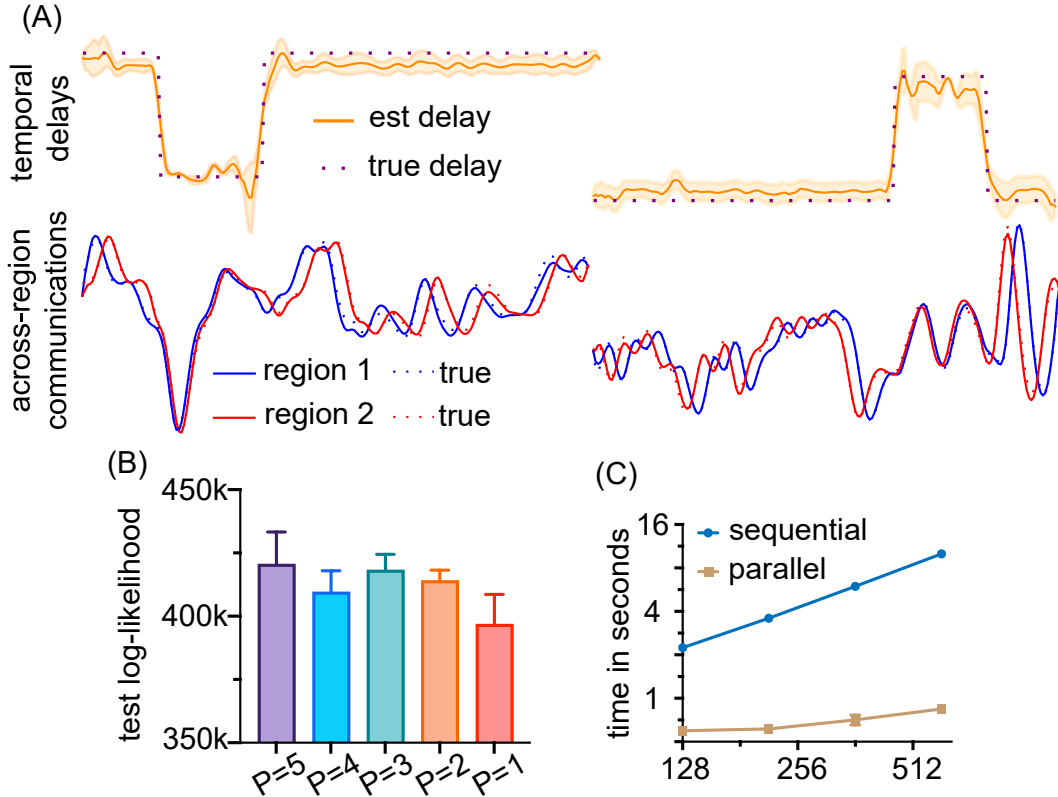 (A)
temporal
delays
est delay
true delay
across-region
communications
region 1
true
region 2
true
(B)
test log-likelihood
450k
400k
350k
P=5
P=4
P=3
P=2
P=1
(C)
time in seconds
16
4
1
sequential
parallel
128
256
512